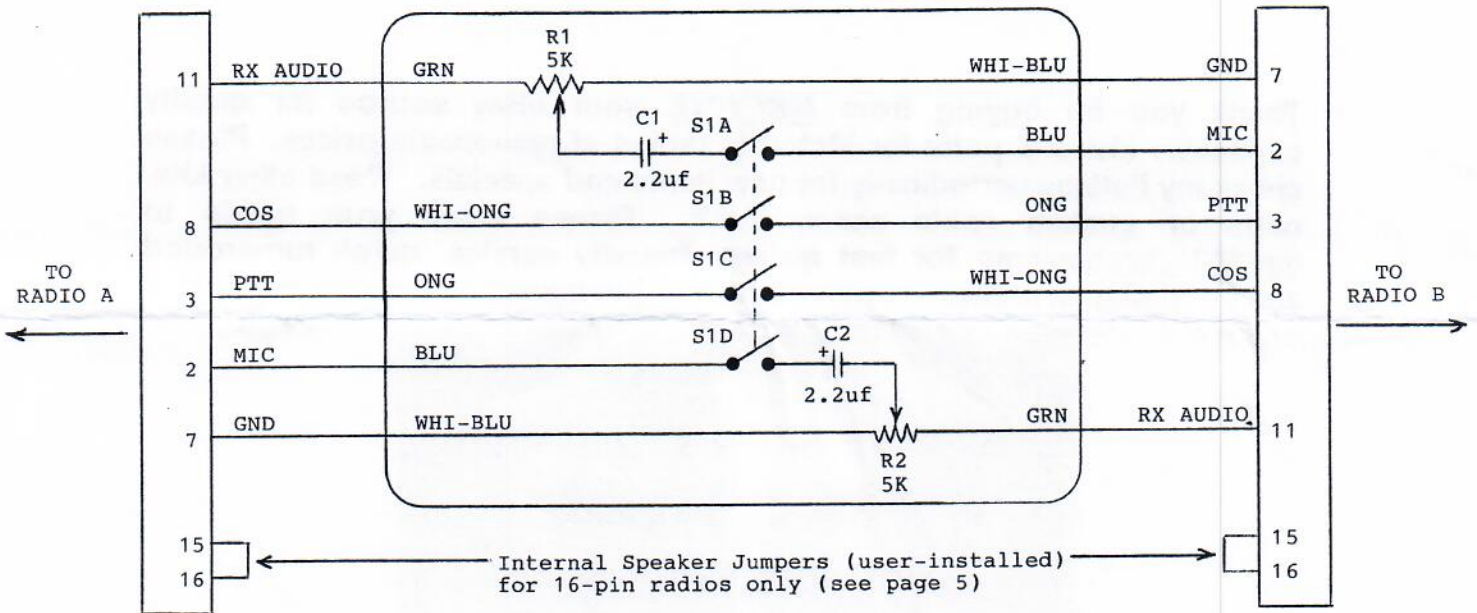 R1
5K
11 RX AUDIO GRN WHI-BLU GND 7
C1 + S1A BLU MIC 2
2.2uf
8 COS WHI-ONG S1B ONG PTT 3
TO RADIO A
3 PTT ONG S1C WHI-ONG COS 8
TO RADIO B
2 MIC BLU S1D + C2
2.2uf
7 GND WHI-BLU GRN RX AUDIO 11
R2
5K
15 Internal Speaker Jumpers (user-installed) 15
16 for 16-pin radios only (see page 5) 16